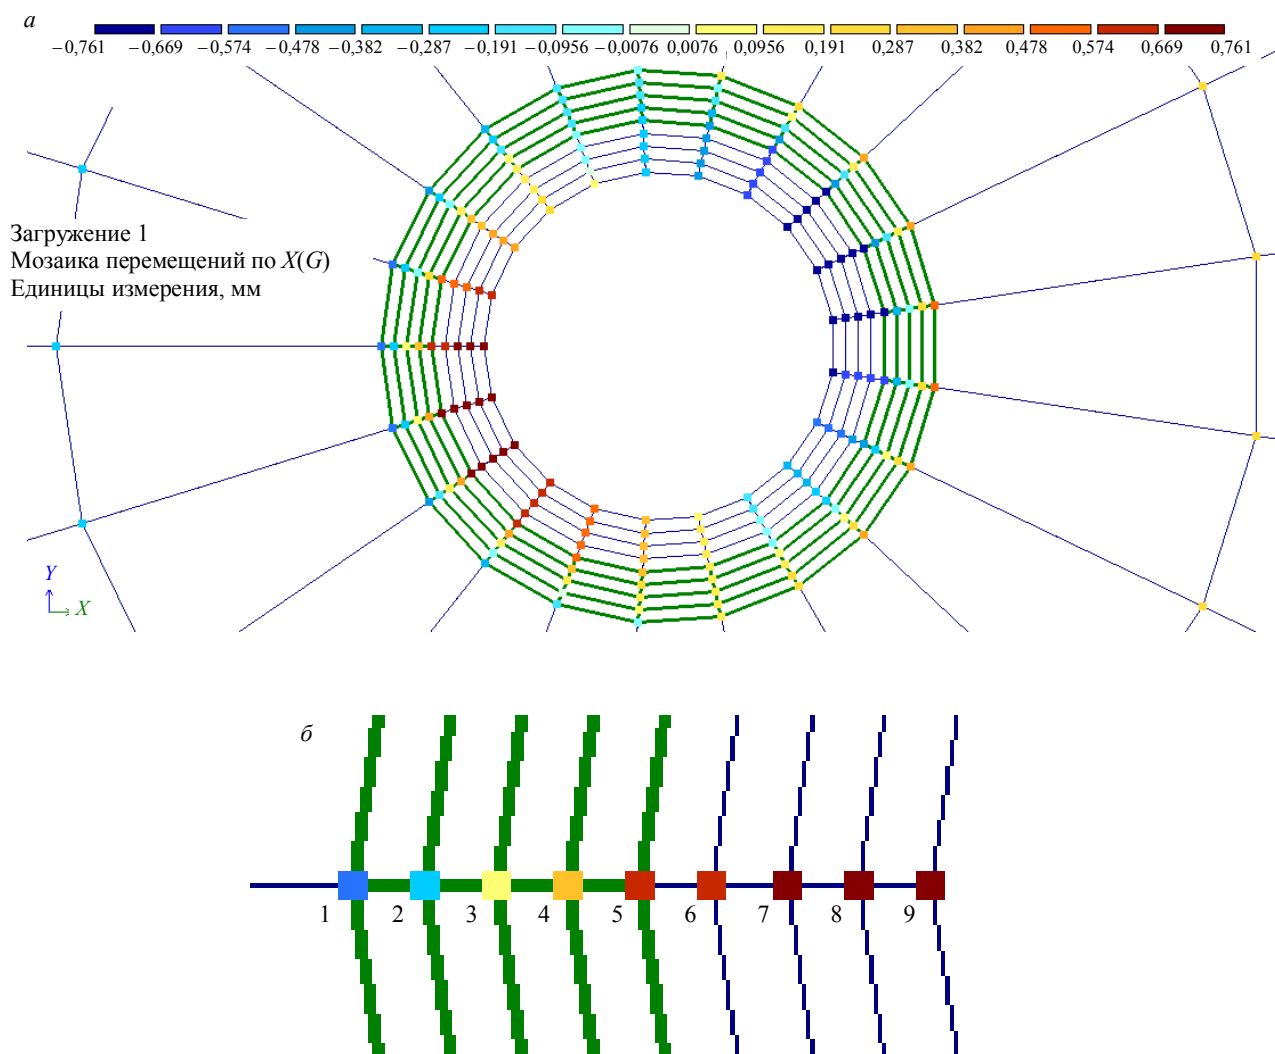 а
−0,761 −0,669 −0,574 −0,478 −0,382 −0,287 −0,191 −0,0956 −0,0076 0,0076 0,0956 0,191 0,287 0,382 0,478 0,574 0,669 0,761
Загружение 1
Мозаика перемещений по X(G)
Единицы измерения, мм
Y
X
б
1 2 3 4 5 6 7 8 9